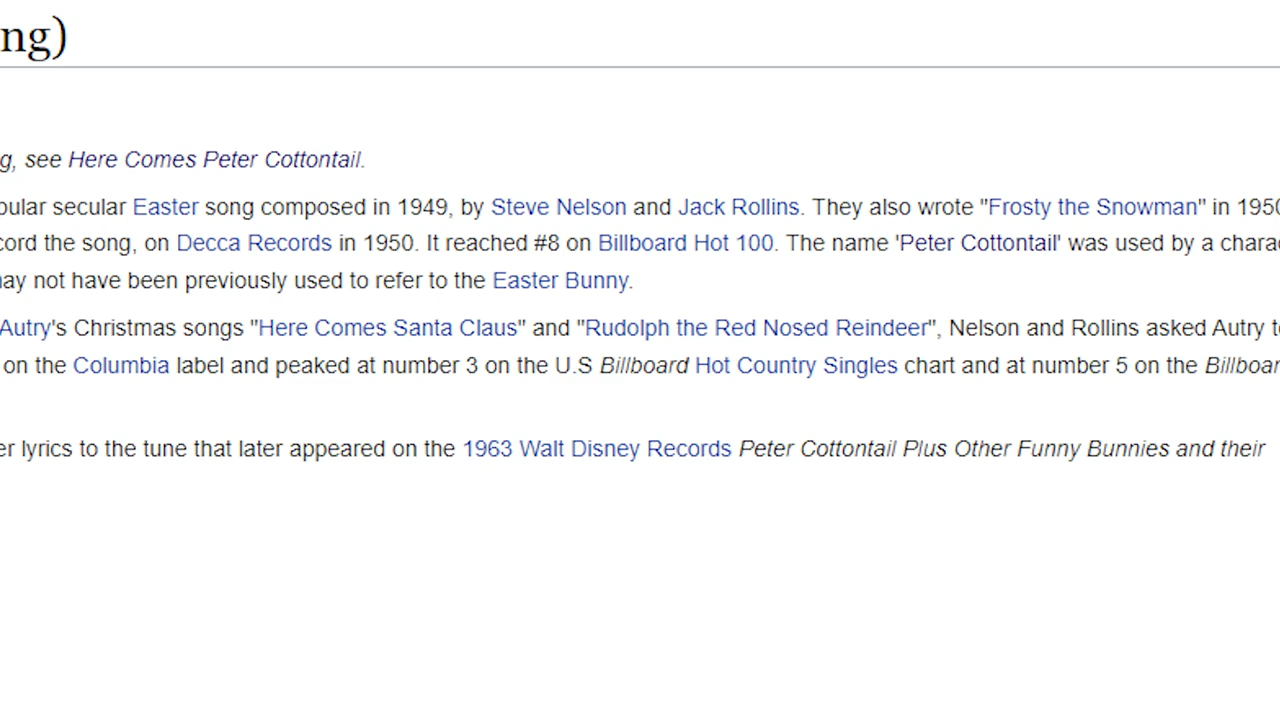 ng)
g, see Here Comes Peter Cottontail.
pular secular Easter song composed in 1949, by Steve Nelson and Jack Rollins. They also wrote "Frosty the Snowman" in 1950
cord the song, on Decca Records in 1950. It reached #8 on Billboard Hot 100. The name 'Peter Cottontail' was used by a charac
may not have been previously used to refer to the Easter Bunny.
Autry's Christmas songs "Here Comes Santa Claus" and "Rudolph the Red Nosed Reindeer", Nelson and Rollins asked Autry to
on the Columbia label and peaked at number 3 on the U.S Billboard Hot Country Singles chart and at number 5 on the Billboar
er lyrics to the tune that later appeared on the 1963 Walt Disney Records Peter Cottontail Plus Other Funny Bunnies and their